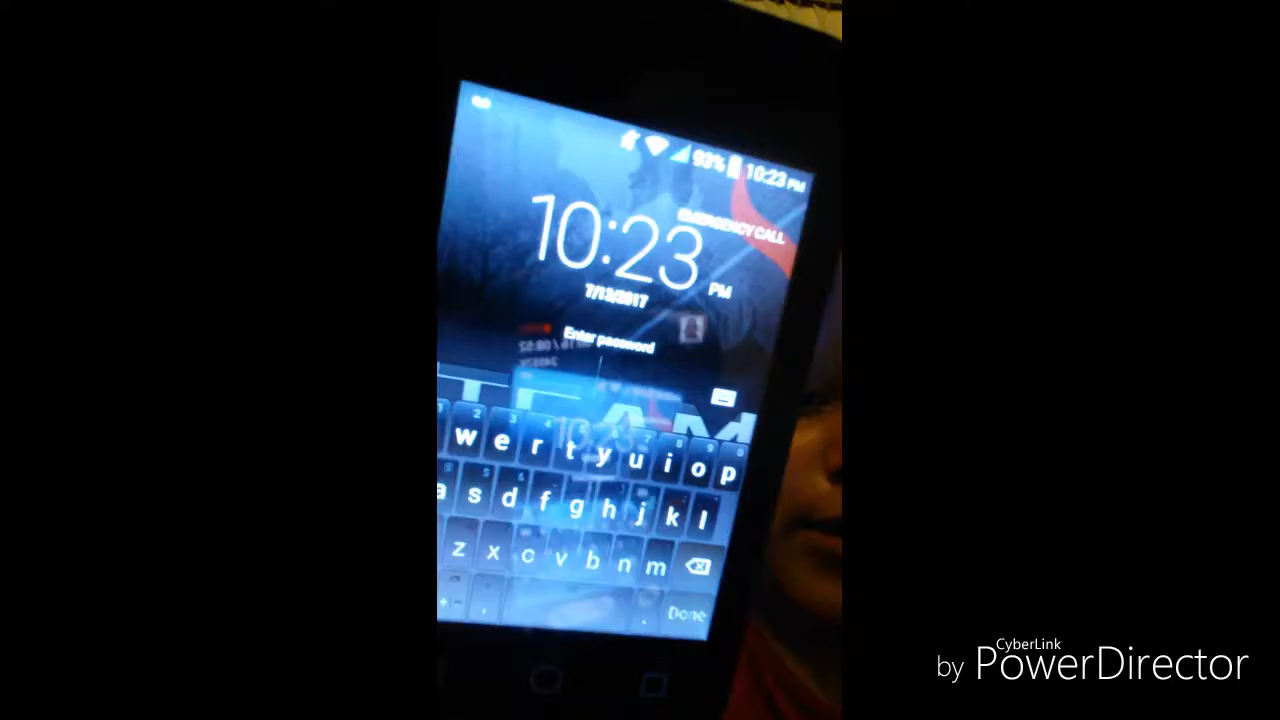 93% 10:23 PM
EMERGENCY CALL
10:23 PM
7/13/2017
Enter password
w e r t y u i o p
a s d f g h j k l
z x c v b n m
, . Done
CyberLink
by PowerDirector